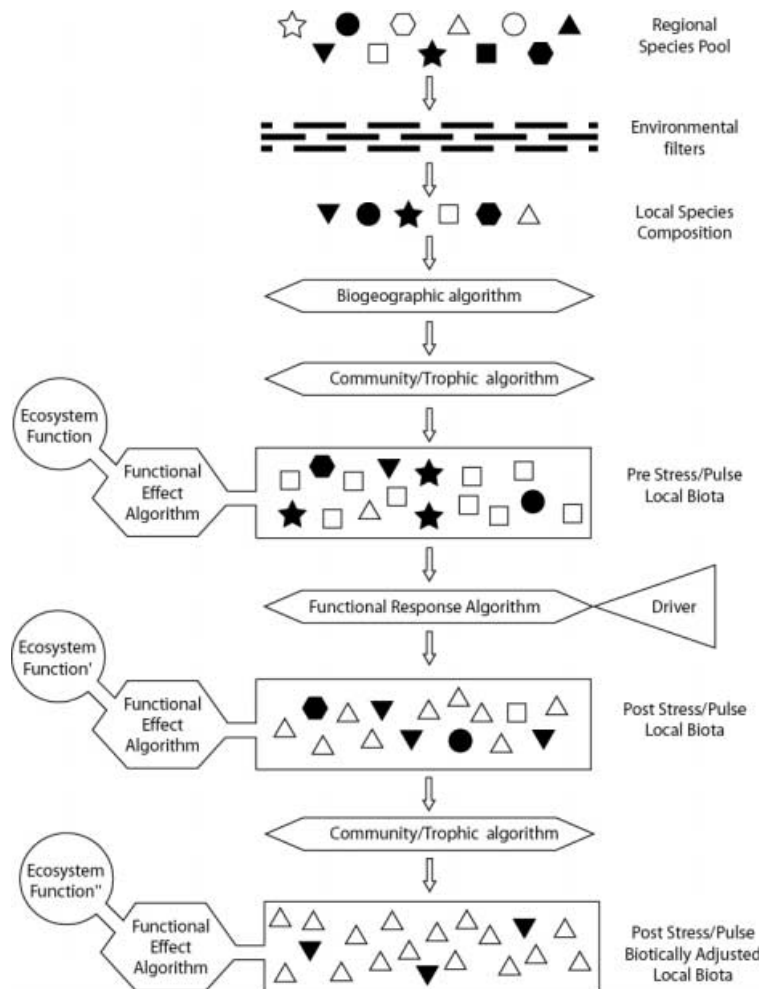 Regional
Species Pool
Environmental
filters
Local Species
Composition
Biogeographic algorithm
Community/Trophic algorithm
Ecosystem
Function
Functional
Effect
Algorithm
Pre Stress/Pulse
Local Biota
Functional Response Algorithm
Driver
Ecosystem
Function'
Functional
Effect
Algorithm
Post Stress/Pulse
Local Biota
Community/Trophic algorithm
Ecosystem
Function"
Functional
Effect
Algorithm
Post Stress/Pulse
Biotically Adjusted
Local Biota